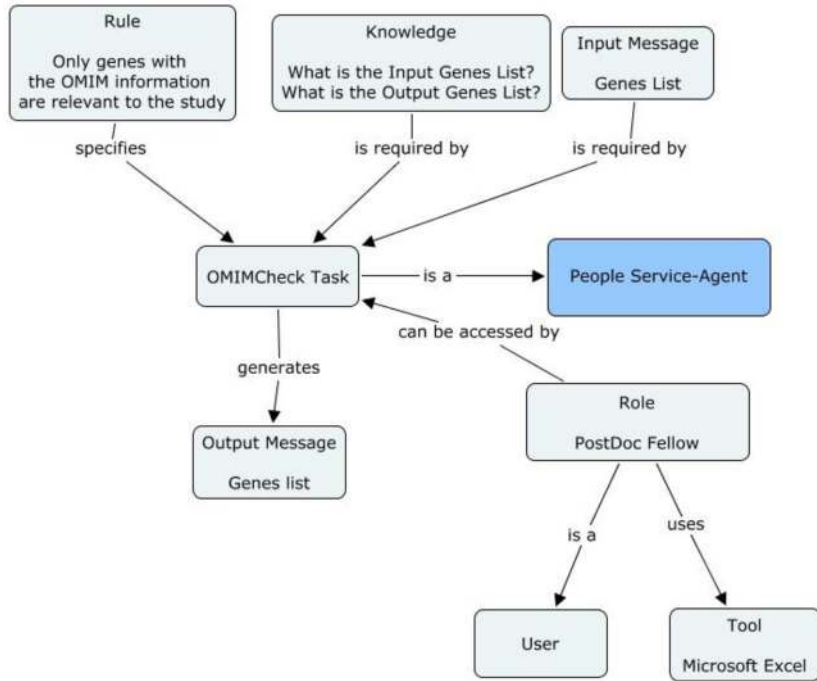 Rule
Only genes with
the OMIM information
are relevant to the study
Knowledge
What is the Input Genes List?
What is the Output Genes List?
Input Message
Genes List
specifies
is required by
is required by
OMIMCheck Task
is a
People Service-Agent
can be accessed by
generates
Role
PostDoc Fellow
Output Message
Genes list
is a
uses
User
Tool
Microsoft Excel